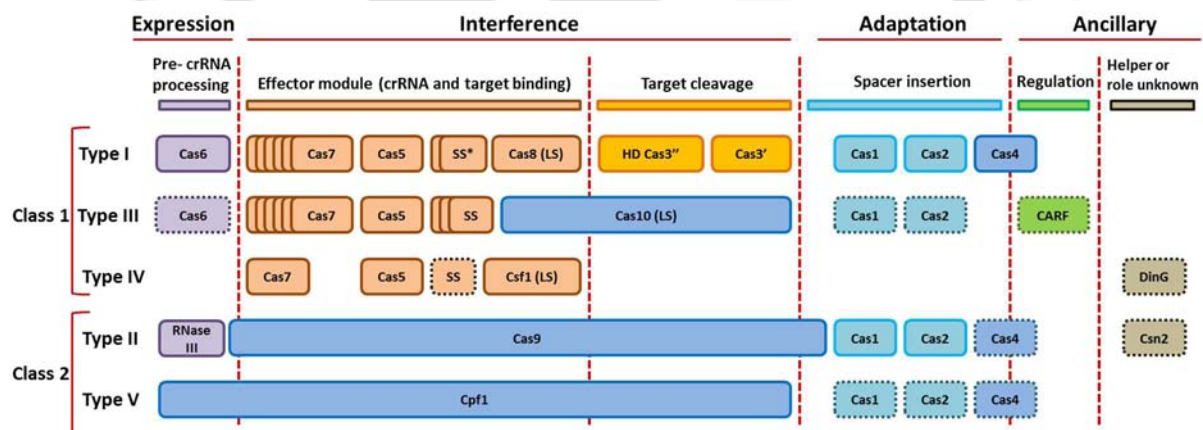 Expression Interference Adaptation Ancillary
Pre- crRNA processing Effector module (crRNA and target binding) Target cleavage Spacer insertion Regulation Helper or role unknown
Class 1
Type I Cas6 Cas7 Cas5 SS* Cas8 (LS) HD Cas3″ Cas3′ Cas1 Cas2 Cas4
Type III Cas6 Cas7 Cas5 SS Cas10 (LS) Cas1 Cas2 CARF
Type IV Cas7 Cas5 SS Csf1 (LS) DinG
Class 2
Type II RNase III Cas9 Cas1 Cas2 Cas4 Csn2
Type V Cpf1 Cas1 Cas2 Cas4